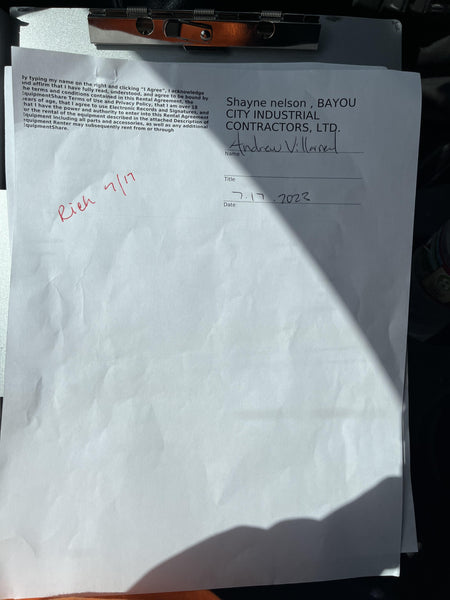 By typing my name on the right and clicking "I Agree", I acknowledge
and affirm that I have fully read, understood, and agree to be bound by
the terms and conditions contained in this Rental Agreement, the
EquipmentShare Terms of Use and Privacy Policy, that I am over 18
years of age, that I agree to use Electronic Records and Signatures, and
that I have the power and authority to enter into this Rental Agreement
for the rental of the equipment described in the attached Description of
Equipment including all parts and accessories, as well as any additional
Equipment Renter may subsequently rent from or through
EquipmentShare.
Shayne nelson , BAYOU
CITY INDUSTRIAL
CONTRACTORS, LTD.
Andrew Villarreal
Name
Title
7.17.2023
Date
Rich 7/17